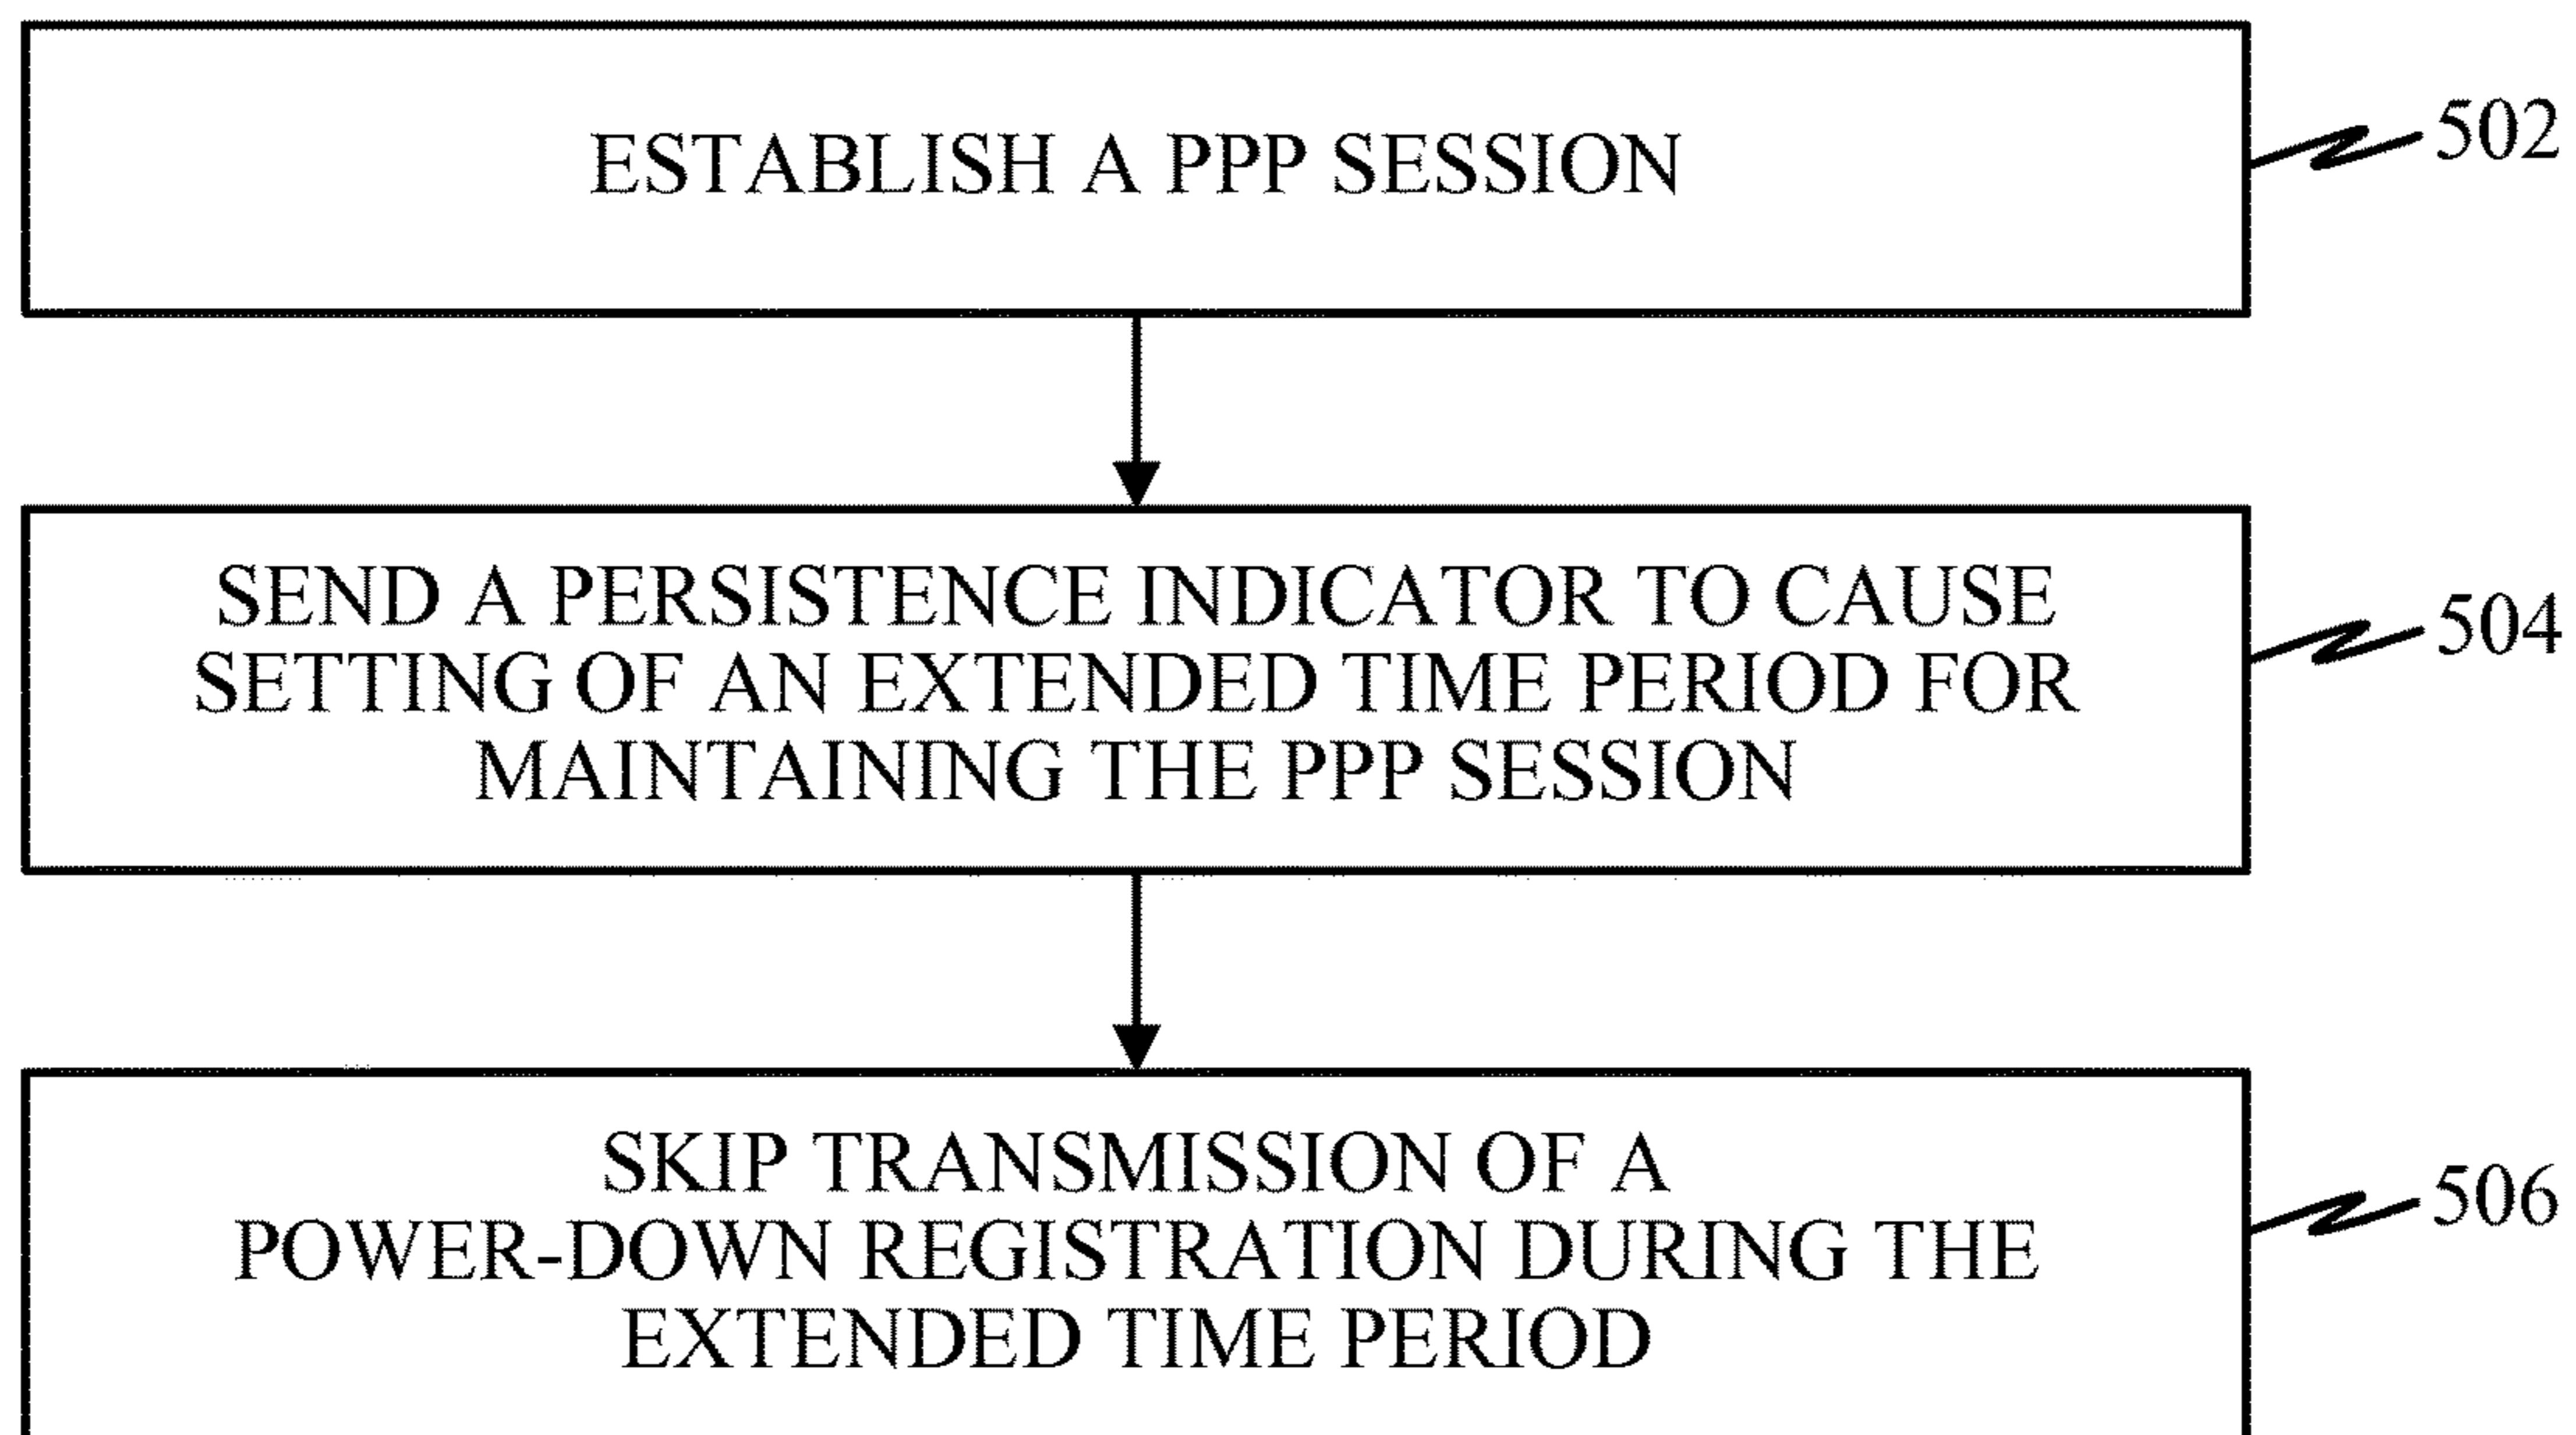 ESTABLISH A PPP SESSION
502
SEND A PERSISTENCE INDICATOR TO CAUSE
SETTING OF AN EXTENDED TIME PERIOD FOR
MAINTAINING THE PPP SESSION
504
SKIP TRANSMISSION OF A
POWER-DOWN REGISTRATION DURING THE
EXTENDED TIME PERIOD
506